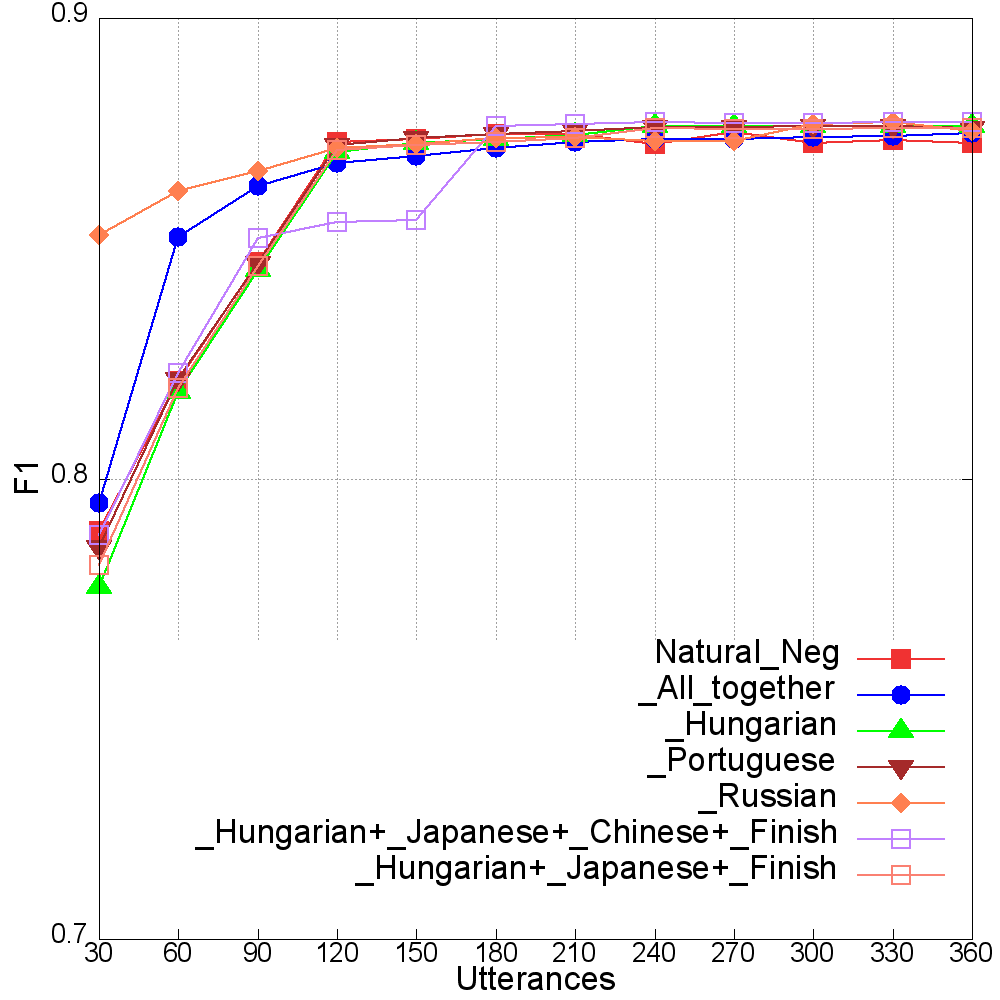 0.9
0.8
0.7
F1
30 60 90 120 150 180 210 240 270 300 330 360
Utterances
Natural_Neg
_All_together
_Hungarian
_Portuguese
_Russian
_Hungarian+_Japanese+_Chinese+_Finish
_Hungarian+_Japanese+_Finish